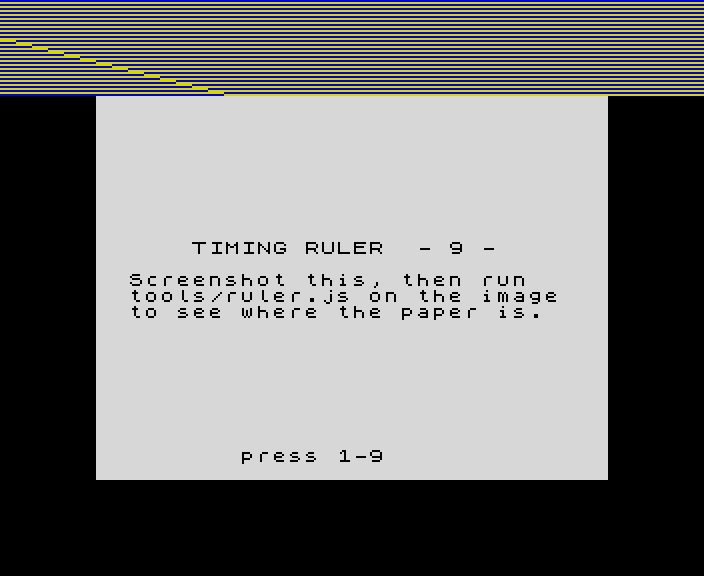 TIMING RULER - 9 -
Screenshot this, then run
tools/ruler.js on the image
to see where the paper is.
press 1-9